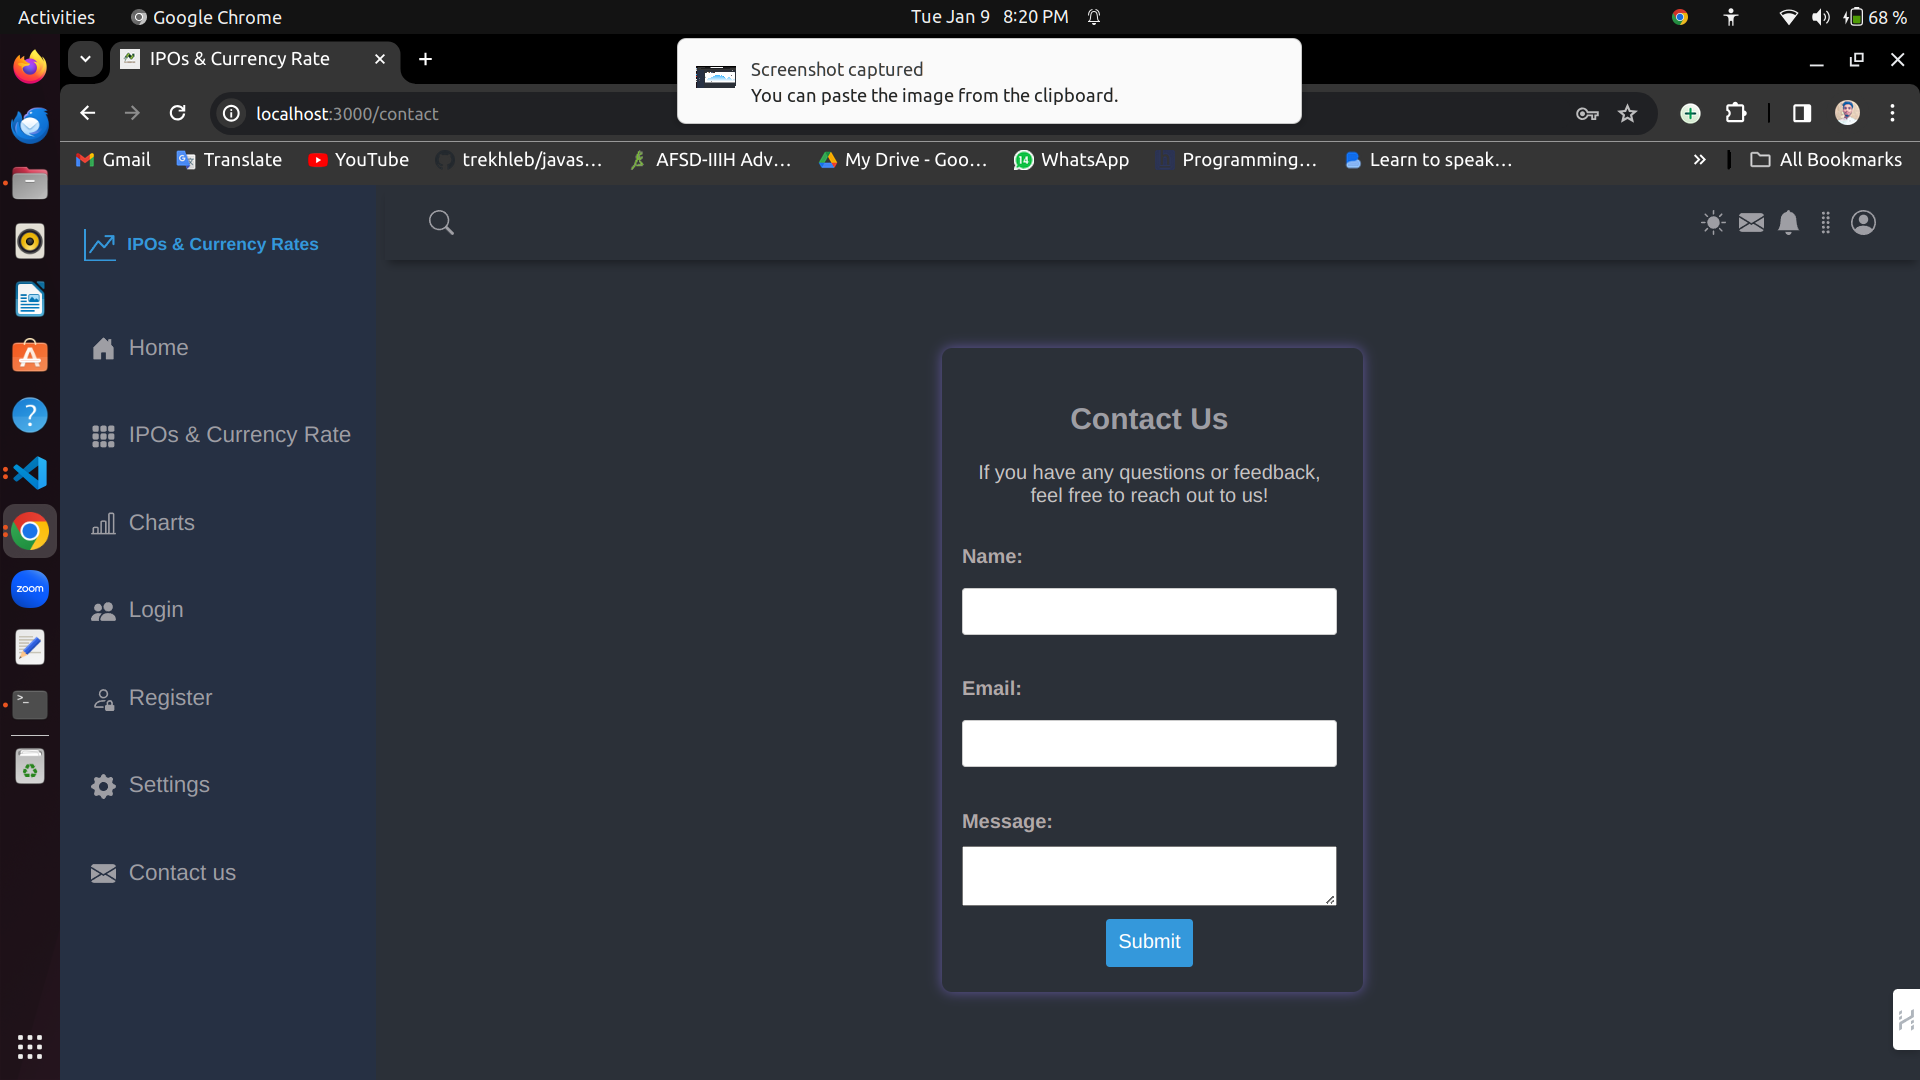 Activities
Google Chrome
Tue Jan 9 8:20 PM
68 %
IPOs & Currency Rate
Screenshot captured
You can paste the image from the clipboard.
localhost:3000/contact
Gmail
Translate
YouTube
trekhleb/javas...
AFSD-IIIH Adv...
My Drive - Goo...
14
WhatsApp
Programming...
Learn to speak...
All Bookmarks
IPOs & Currency Rates
Home
IPOs & Currency Rate
Charts
Login
Register
Settings
Contact us
zoom
Contact Us
If you have any questions or feedback,
feel free to reach out to us!
Name:
Email:
Message:
Submit